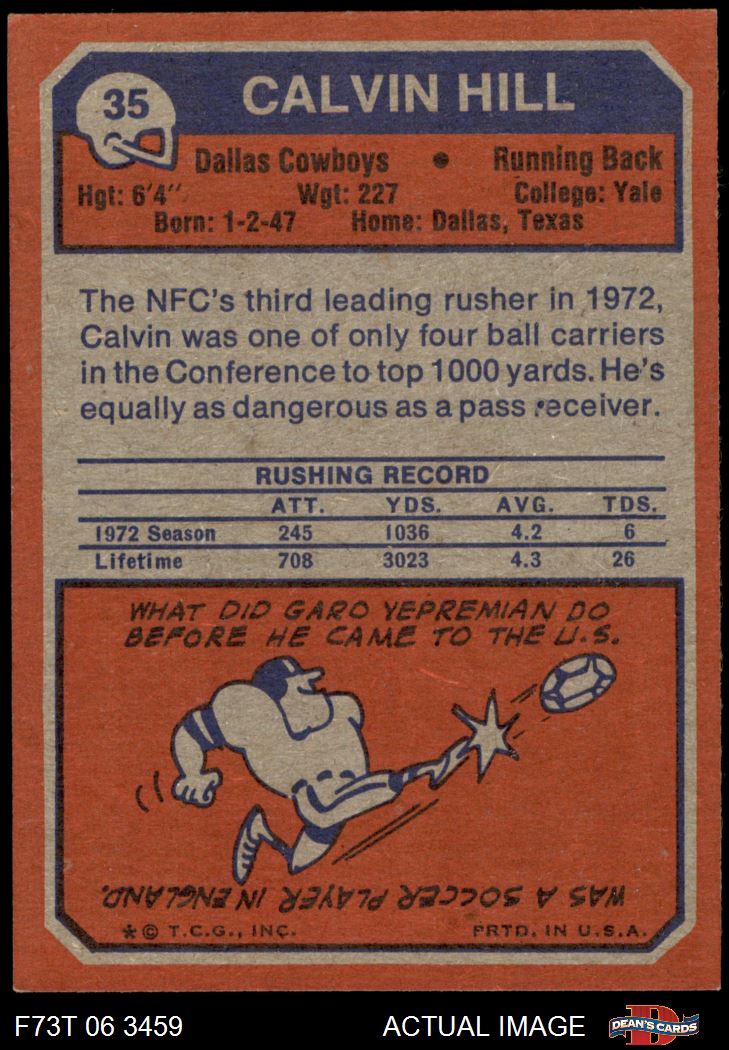 35
CALVIN HILL
Dallas Cowboys • Running Back
Hgt: 6'4" Wgt: 227 College: Yale
Born: 1-2-47 Home: Dallas, Texas
The NFC's third leading rusher in 1972,
Calvin was one of only four ball carriers
in the Conference to top 1000 yards. He's
equally as dangerous as a pass receiver.
RUSHING RECORD
ATT. YDS. AVG. TDS.
1972 Season 245 1036 4.2 6
Lifetime 708 3023 4.3 26
WHAT DID GARO YEPREMIAN DO
BEFORE HE CAME TO THE U.S.
WAS A SOCCER PLAYER IN ENGLAND.
*© T.C.G., INC. PRTD. IN U.S.A.
F73T 06 3459 ACTUAL IMAGE
D
DEAN'S CARDS